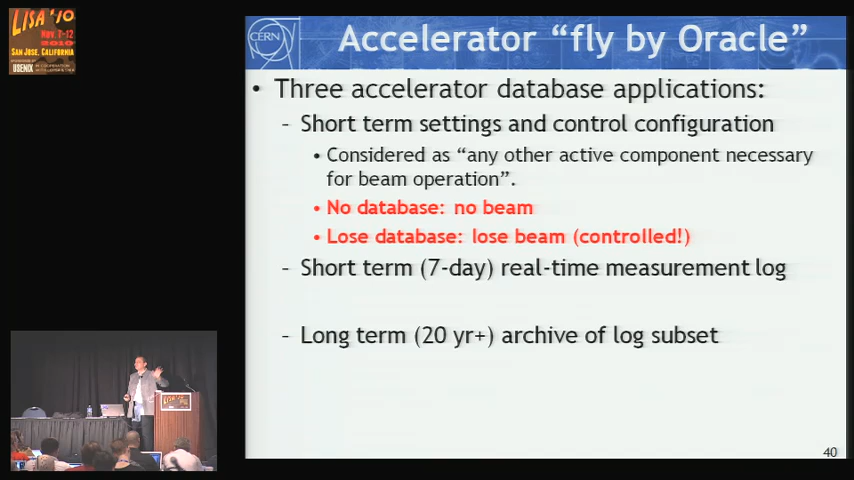 LISA '10
Nov. 7-12
2010
SAN JOSE, CALIFORNIA
USENIX
CERN
Accelerator “fly by Oracle”
• Three accelerator database applications:
– Short term settings and control configuration
• Considered as “any other active component necessary
for beam operation”.
• No database: no beam
• Lose database: lose beam (controlled!)
– Short term (7-day) real-time measurement log
– Long term (20 yr+) archive of log subset
40